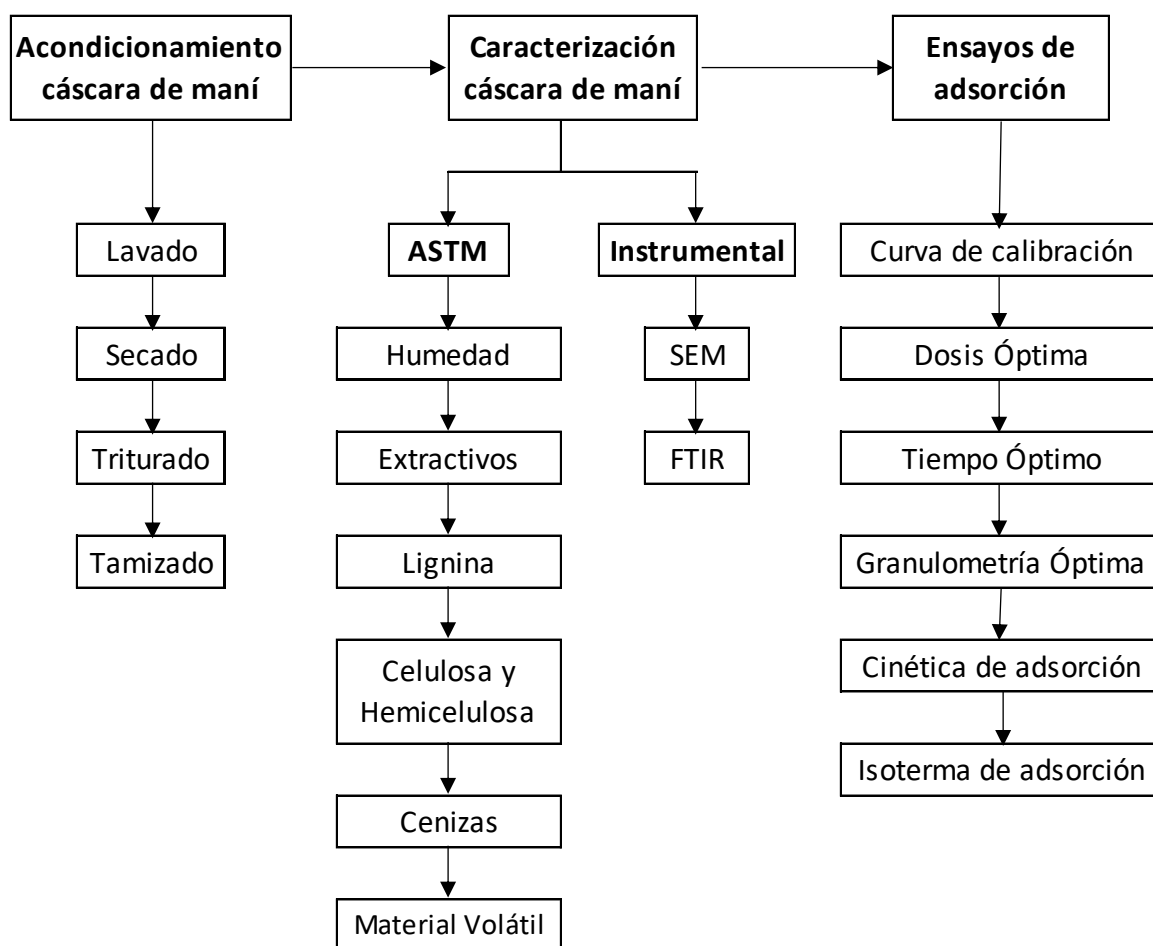 Acondicionamiento
cáscara de maní
Caracterización
cáscara de maní
Ensayos de
adsorción
Lavado
Secado
Triturado
Tamizado
ASTM
Humedad
Extractivos
Lignina
Celulosa y
Hemicelulosa
Cenizas
Material Volátil
Instrumental
SEM
FTIR
Curva de calibración
Dosis Óptima
Tiempo Óptimo
Granulometría Óptima
Cinética de adsorción
Isoterma de adsorción